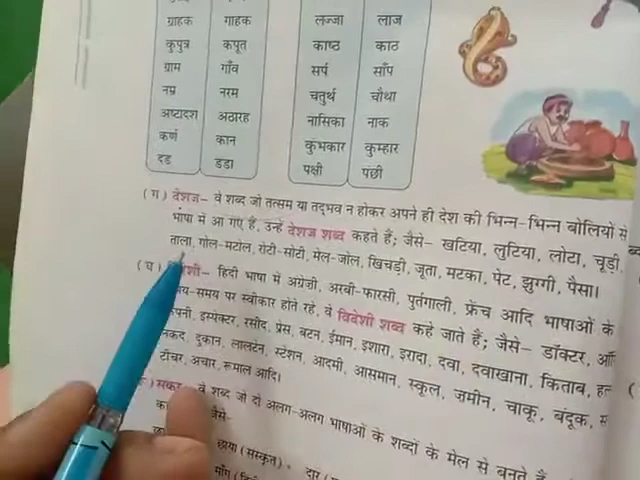 ग्राहक गाहक लज्जा लाज
कुपुत्र कपूत काष्ठ काठ
ग्राम गाँव सर्प साँप
नम्र नरम चतुर्थ चौथा
अष्टादश अठारह नासिका नाक
कर्ण कान कुंभकार कुम्हार
दंड डंडा पक्षी पंछी
(ग) देशज– वे शब्द जो तत्सम या तद्भव न होकर अपने ही देश की भिन्न-भिन्न बोलियों से
भाषा में आ गए हैं, उन्हें देशज शब्द कहते हैं; जैसे– खटिया, लुटिया, लोटा, चूड़ी,
ताला, गोल-मटोल, रोटी-सोटी, मेल-जोल, खिचड़ी, जूता, मटका, पेट, झुग्गी, पैसा।
(घ) हिंदी भाषा में अंग्रेज़ी, अरबी-फारसी, पुर्तगाली, फ्रेंच आदि भाषाओं के
समय-समय पर स्वीकार होते रहे, वे विदेशी शब्द कहे जाते हैं; जैसे– डॉक्टर,
इंस्पेक्टर, रसीद, प्रेस, बटन, ईमान, इशारा, इरादा, दवा, दवाखाना, किताब,
दुकान, लालटेन, स्टेशन, आदमी, आसमान, स्कूल, ज़मीन, चाकू, बंदूक,
टीचर, अचार, रूमाल आदि।
वे शब्द जो दो अलग-अलग भाषाओं के शब्दों के मेल से बनते हैं
जैसे–
छाया (संस्कृत)
माँग